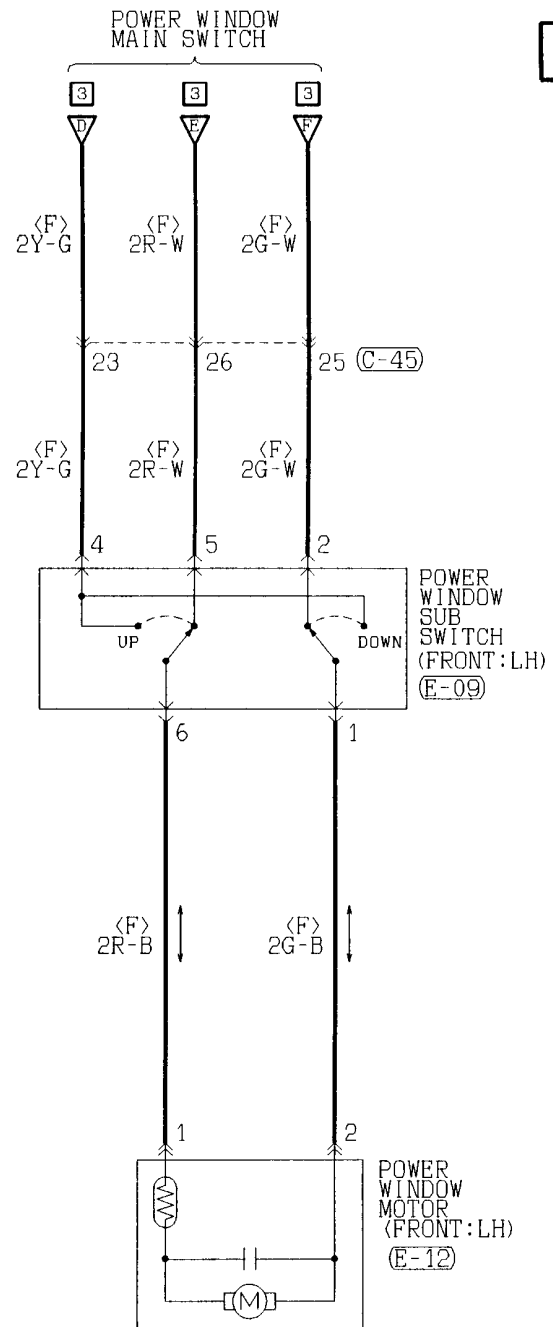 POWER WINDOW
MAIN SWITCH
3 3 3
D E F
<F> <F> <F>
2Y-G 2R-W 2G-W
23 26 25 (C-45)
<F> <F> <F>
2Y-G 2R-W 2G-W
4 5 2
POWER
WINDOW
SUB
SWITCH
(FRONT:LH)
(E-09)
UP DOWN
6 1
<F> <F>
2R-B 2G-B
1 2
POWER
WINDOW
MOTOR
(FRONT:LH)
(E-12)
M